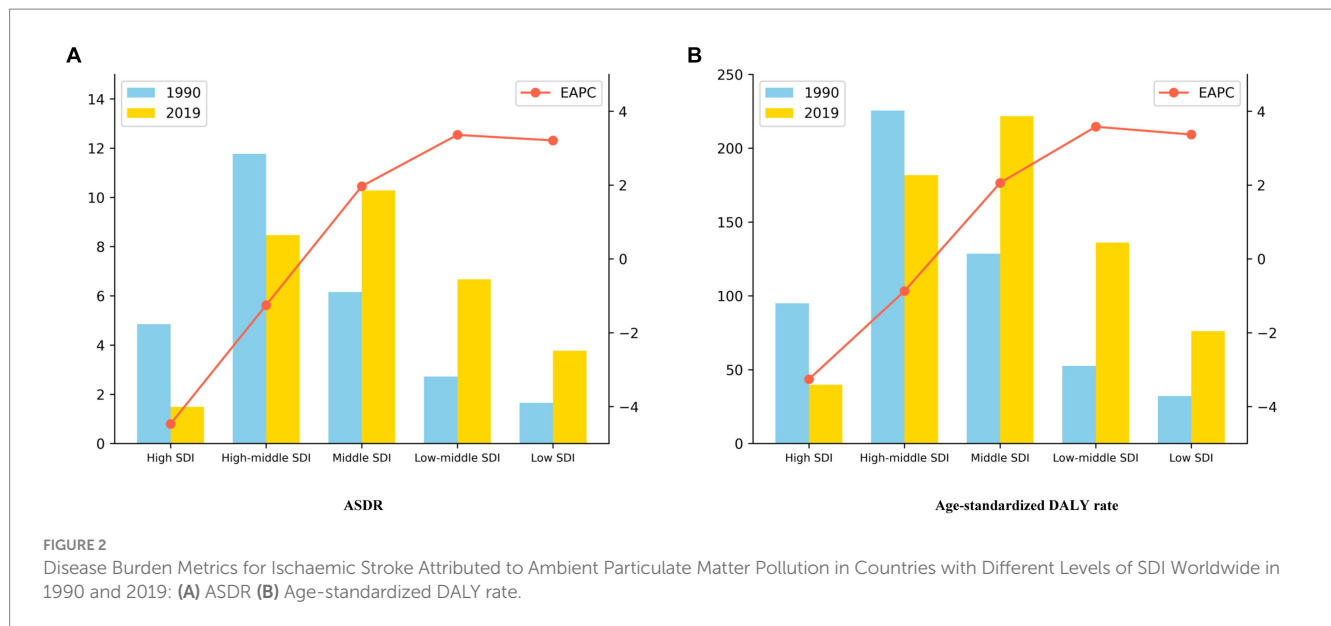 A
1990
2019
EAPC
14
12
10
8
6
4
2
0
4
2
0
−2
−4
High SDI High-middle SDI Middle SDI Low-middle SDI Low SDI
ASDR
B
1990
2019
EAPC
250
200
150
100
50
0
4
2
0
−2
−4
High SDI High-middle SDI Middle SDI Low-middle SDI Low SDI
Age-standardized DALY rate
FIGURE 2
Disease Burden Metrics for Ischaemic Stroke Attributed to Ambient Particulate Matter Pollution in Countries with Different Levels of SDI Worldwide in
1990 and 2019: (A) ASDR (B) Age-standardized DALY rate.